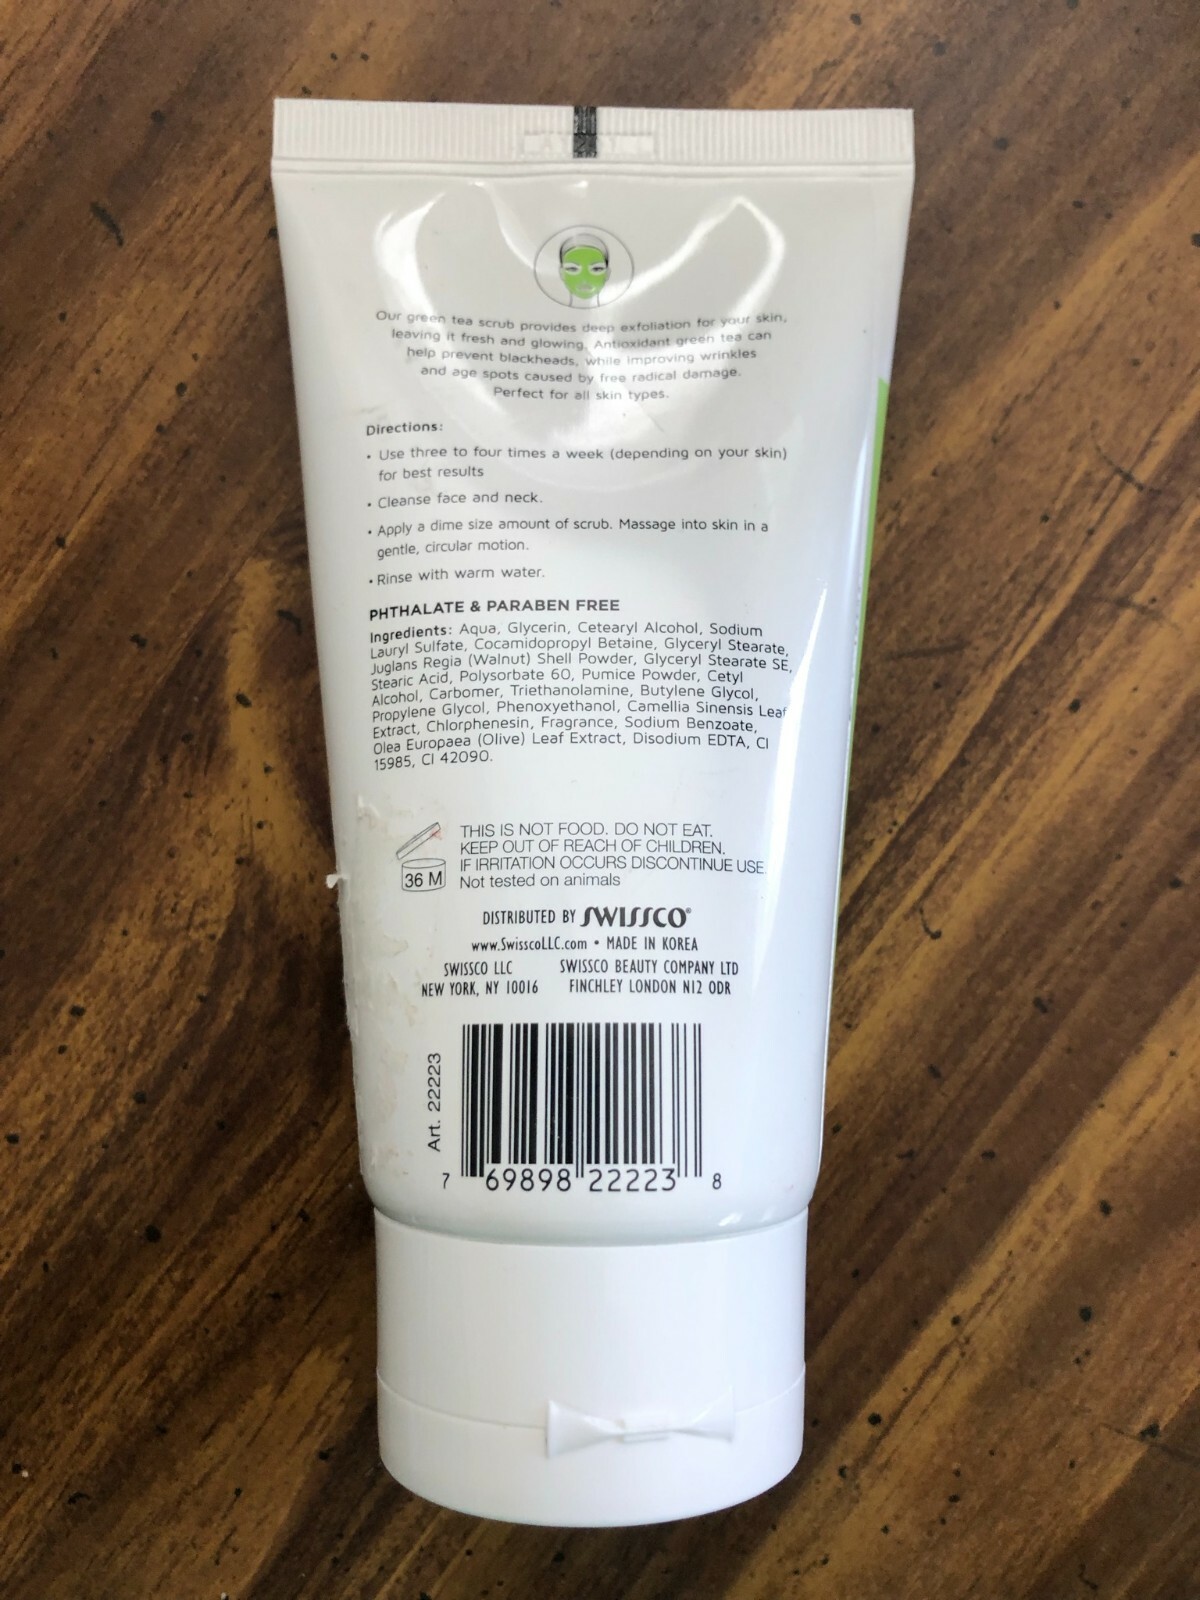 Our green tea scrub provides deep exfoliation for your skin,
leaving it fresh and glowing. Antioxidant green tea can
help prevent blackheads, while improving wrinkles
and age spots caused by free radical damage.
Perfect for all skin types.
Directions:
• Use three to four times a week (depending on your skin)
for best results
• Cleanse face and neck.
• Apply a dime size amount of scrub. Massage into skin in a
gentle, circular motion.
• Rinse with warm water.
PHTHALATE & PARABEN FREE
Ingredients: Aqua, Glycerin, Cetearyl Alcohol, Sodium
Lauryl Sulfate, Cocamidopropyl Betaine, Glyceryl Stearate,
Juglans Regia (Walnut) Shell Powder, Glyceryl Stearate SE,
Stearic Acid, Polysorbate 60, Pumice Powder, Cetyl
Alcohol, Carbomer, Triethanolamine, Butylene Glycol,
Propylene Glycol, Phenoxyethanol, Camellia Sinensis Leaf
Extract, Chlorphenesin, Fragrance, Sodium Benzoate,
Olea Europaea (Olive) Leaf Extract, Disodium EDTA, CI
15985, CI 42090.
THIS IS NOT FOOD. DO NOT EAT.
KEEP OUT OF REACH OF CHILDREN.
IF IRRITATION OCCURS DISCONTINUE USE.
36 M Not tested on animals
DISTRIBUTED BY SWISSCO®
www.SwisscoLLC.com • MADE IN KOREA
SWISSCO LLC SWISSCO BEAUTY COMPANY LTD
NEW YORK, NY 10016 FINCHLEY LONDON N12 0DR
Art. 22223
7 69898 22223 8